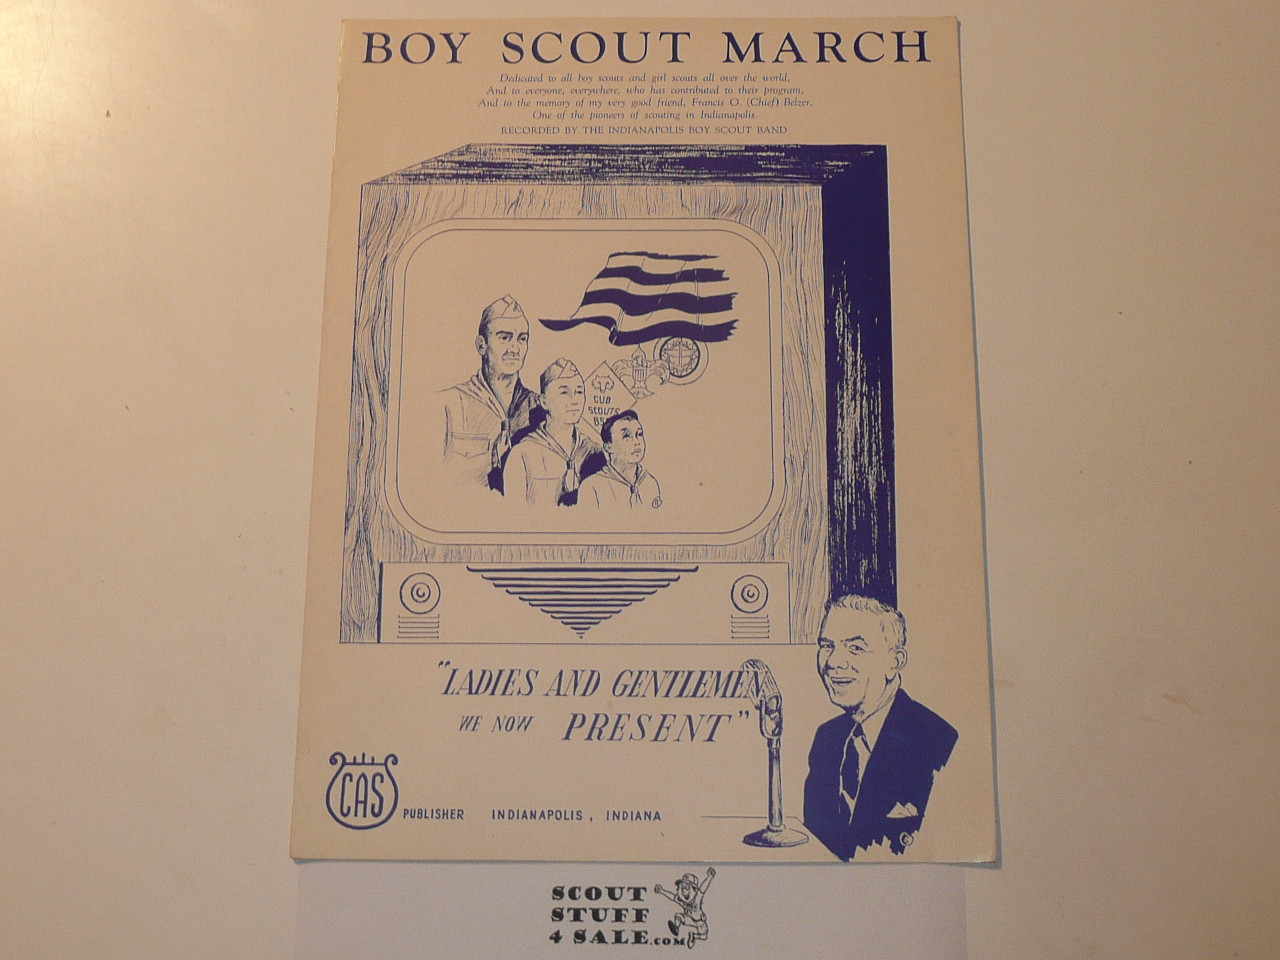 BOY SCOUT MARCH
Dedicated to all boy scouts and girl scouts all over the world,
And to everyone, everywhere, who has contributed to their program,
And to the memory of my very good friend, Francis O. (Chief) Belzer,
One of the pioneers of scouting in Indianapolis.
RECORDED BY THE INDIANAPOLIS BOY SCOUT BAND
CUB
SCOUTS
BS
"LADIES AND GENTLEMEN
WE NOW PRESENT"
CAS
PUBLISHER INDIANAPOLIS, INDIANA
SCOUT
STUFF
4 SALE.COM